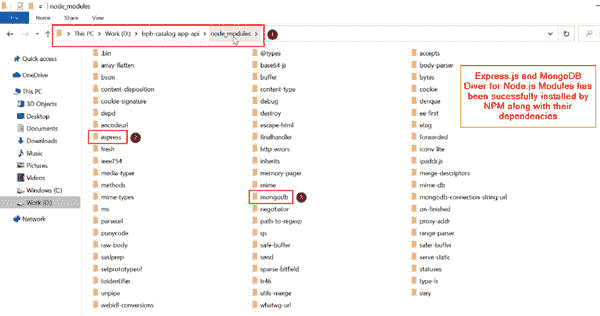 node_modules
This PC > Work (D:) > bpb-catalog-app-api > node_modules >
1
Quick access
OneDrive
This PC
3D Objects
Desktop
Documents
Downloads
Music
Pictures
Videos
Windows (C:)
Work (D:)
Network
.bin
array-flatten
bson
content-disposition
cookie-signature
depd
encodeurl
express
2
fresh
ieee754
media-typer
methods
mime-types
ms
parseurl
punycode
raw-body
saslprep
setprototypeof
toidentifier
unpipe
webidl-conversions
@types
base64-js
buffer
content-type
debug
destroy
escape-html
finalhandler
http-errors
inherits
memory-pager
mime
mongodb
3
negotiator
path-to-regexp
qs
safe-buffer
send
sparse-bitfield
tr46
utils-merge
whatwg-url
accepts
body-parser
bytes
cookie
denque
ee-first
etag
forwarded
iconv-lite
ipaddr.js
merge-descriptors
mime-db
mongodb-connection-string-url
on-finished
proxy-addr
range-parser
safer-buffer
serve-static
statuses
type-is
vary
Express.js and MongoDB
Diver for Node.js Modules has
been sucessfully installed by
NPM along with their
dependencies